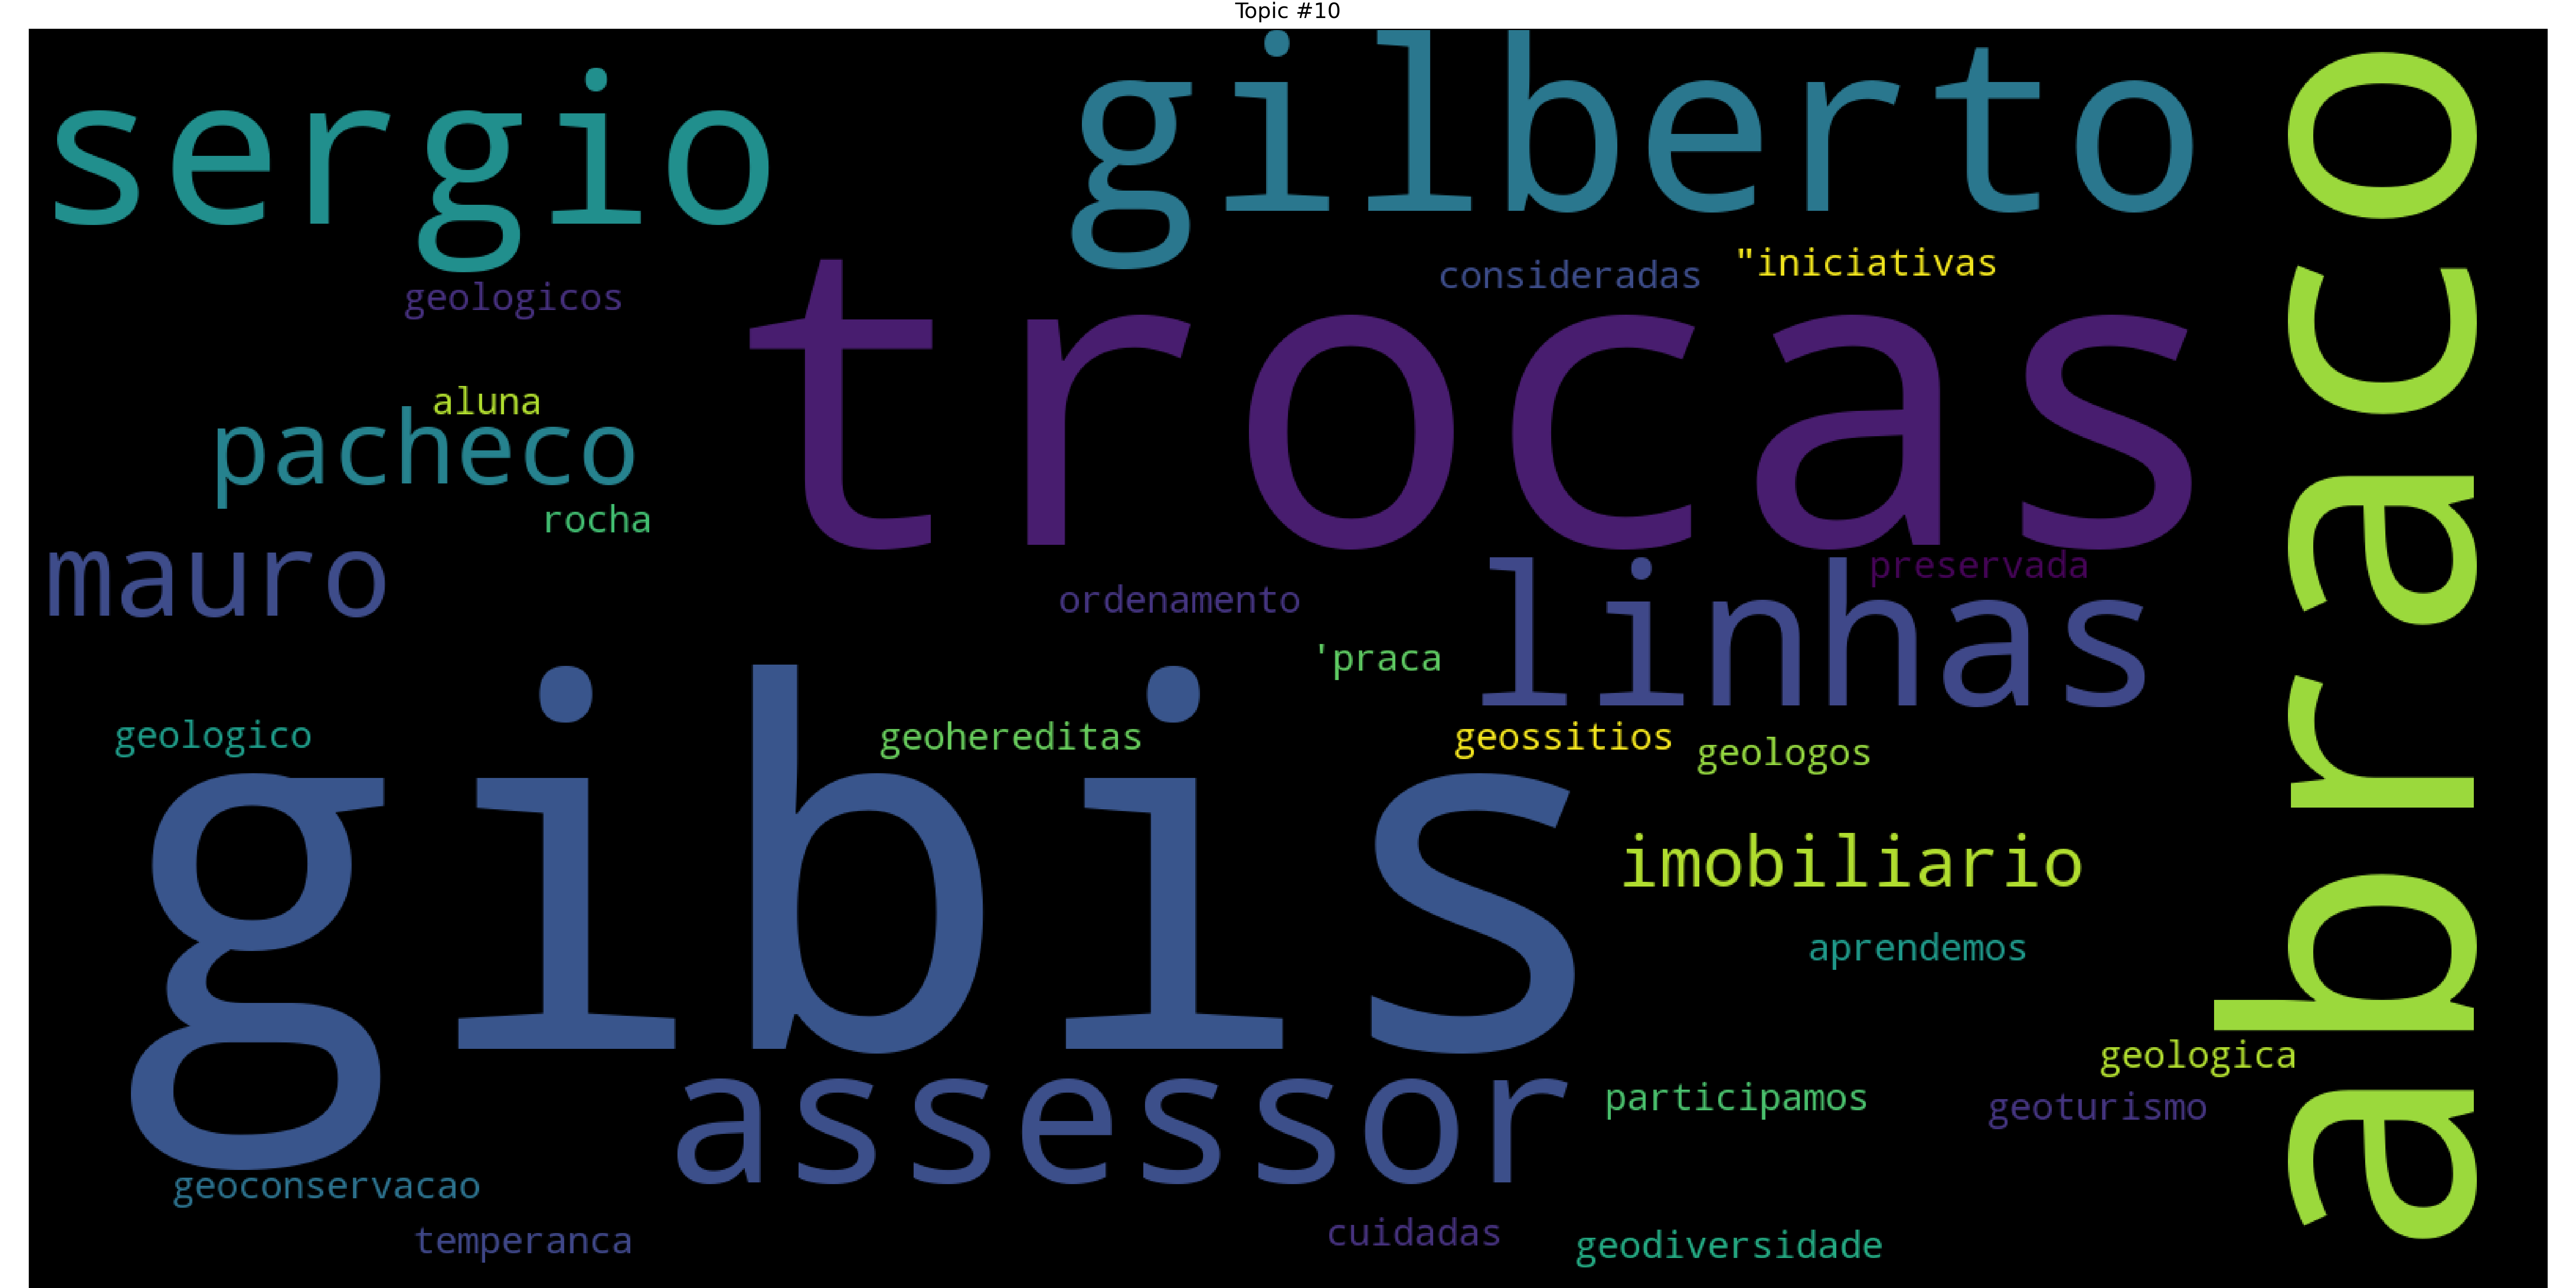 Topic #10
sergio
gilberto
abraco
"iniciativas
consideradas
geologicos
trocas
aluna
pacheco
rocha
mauro
preservada
ordenamento
linhas
'praca
geologico
geohereditas
geossitios
geologos
gibis
imobiliario
aprendemos
geologica
participamos
geoturismo
assessor
geoconservacao
temperanca
cuidadas
geodiversidade